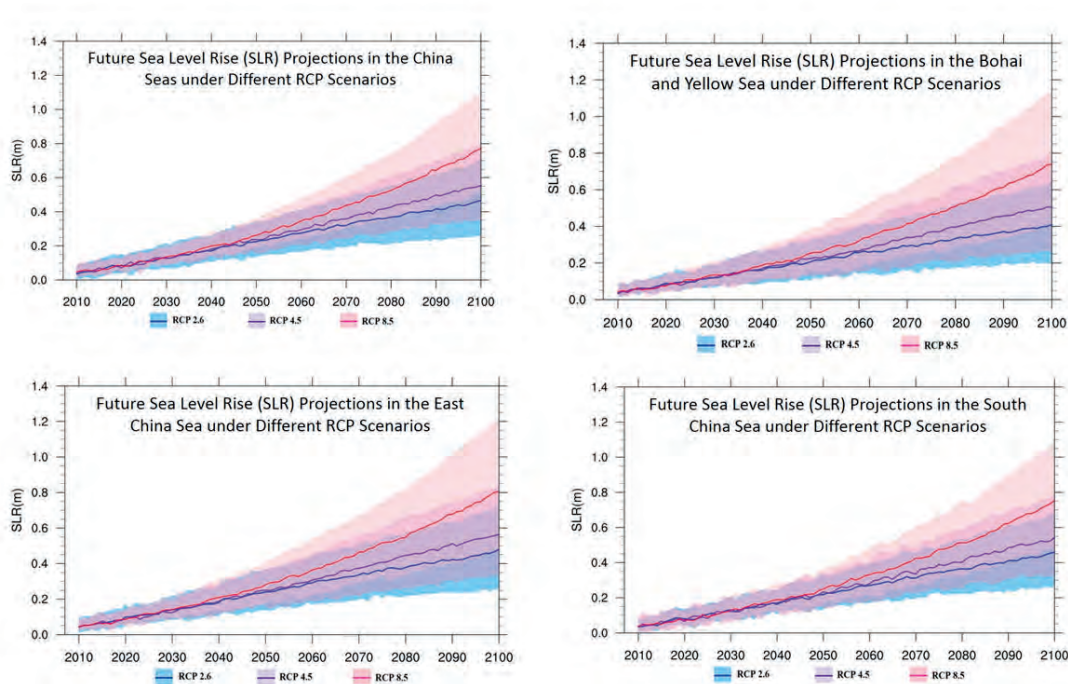 Future Sea Level Rise (SLR) Projections in the China
Seas under Different RCP Scenarios
SLR(m)
1.4
1.2
1.0
0.8
0.6
0.4
0.2
0.0
2010 2020 2030 2040 2050 2060 2070 2080 2090 2100
RCP 2.6 RCP 4.5 RCP 8.5
Future Sea Level Rise (SLR) Projections in the Bohai
and Yellow Sea under Different RCP Scenarios
SLR(m)
1.4
1.2
1.0
0.8
0.6
0.4
0.2
0.0
2010 2020 2030 2040 2050 2060 2070 2080 2090 2100
RCP 2.6 RCP 4.5 RCP 8.5
Future Sea Level Rise (SLR) Projections in the East
China Sea under Different RCP Scenarios
SLR(m)
1.4
1.2
1.0
0.8
0.6
0.4
0.2
0.0
2010 2020 2030 2040 2050 2060 2070 2080 2090 2100
RCP 2.6 RCP 4.5 RCP 8.5
Future Sea Level Rise (SLR) Projections in the South
China Sea under Different RCP Scenarios
SLR(m)
1.4
1.2
1.0
0.8
0.6
0.4
0.2
0.0
2010 2020 2030 2040 2050 2060 2070 2080 2090 2100
RCP 2.6 RCP 4.5 RCP 8.5